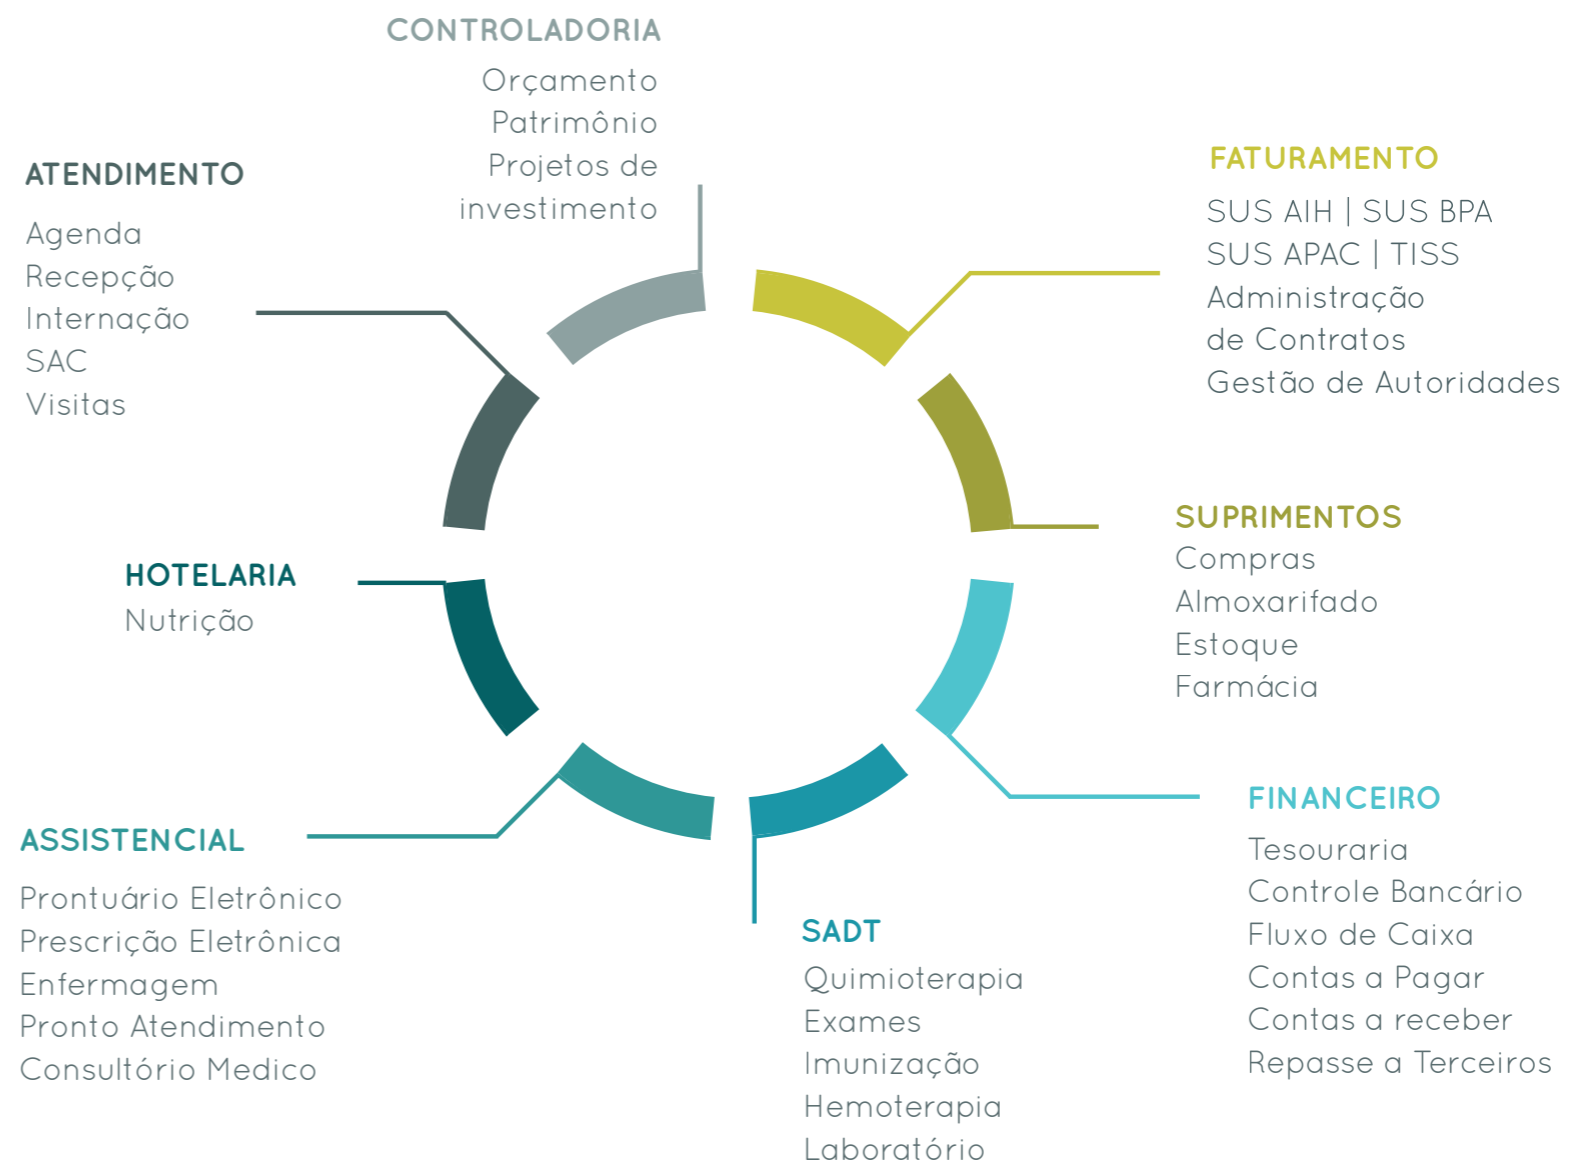 CONTROLADORIA
Orçamento
Patrimônio
Projetos de
investimento
FATURAMENTO
SUS AIH | SUS BPA
SUS APAC | TISS
Administração
de Contratos
Gestão de Autoridades
SUPRIMENTOS
Compras
Almoxarifado
Estoque
Farmácia
FINANCEIRO
Tesouraria
Controle Bancário
Fluxo de Caixa
Contas a Pagar
Contas a receber
Repasse a Terceiros
SADT
Quimioterapia
Exames
Imunização
Hemoterapia
Laboratório
ASSISTENCIAL
Prontuário Eletrônico
Prescrição Eletrônica
Enfermagem
Pronto Atendimento
Consultório Medico
HOTELARIA
Nutrição
ATENDIMENTO
Agenda
Recepção
Internação
SAC
Visitas